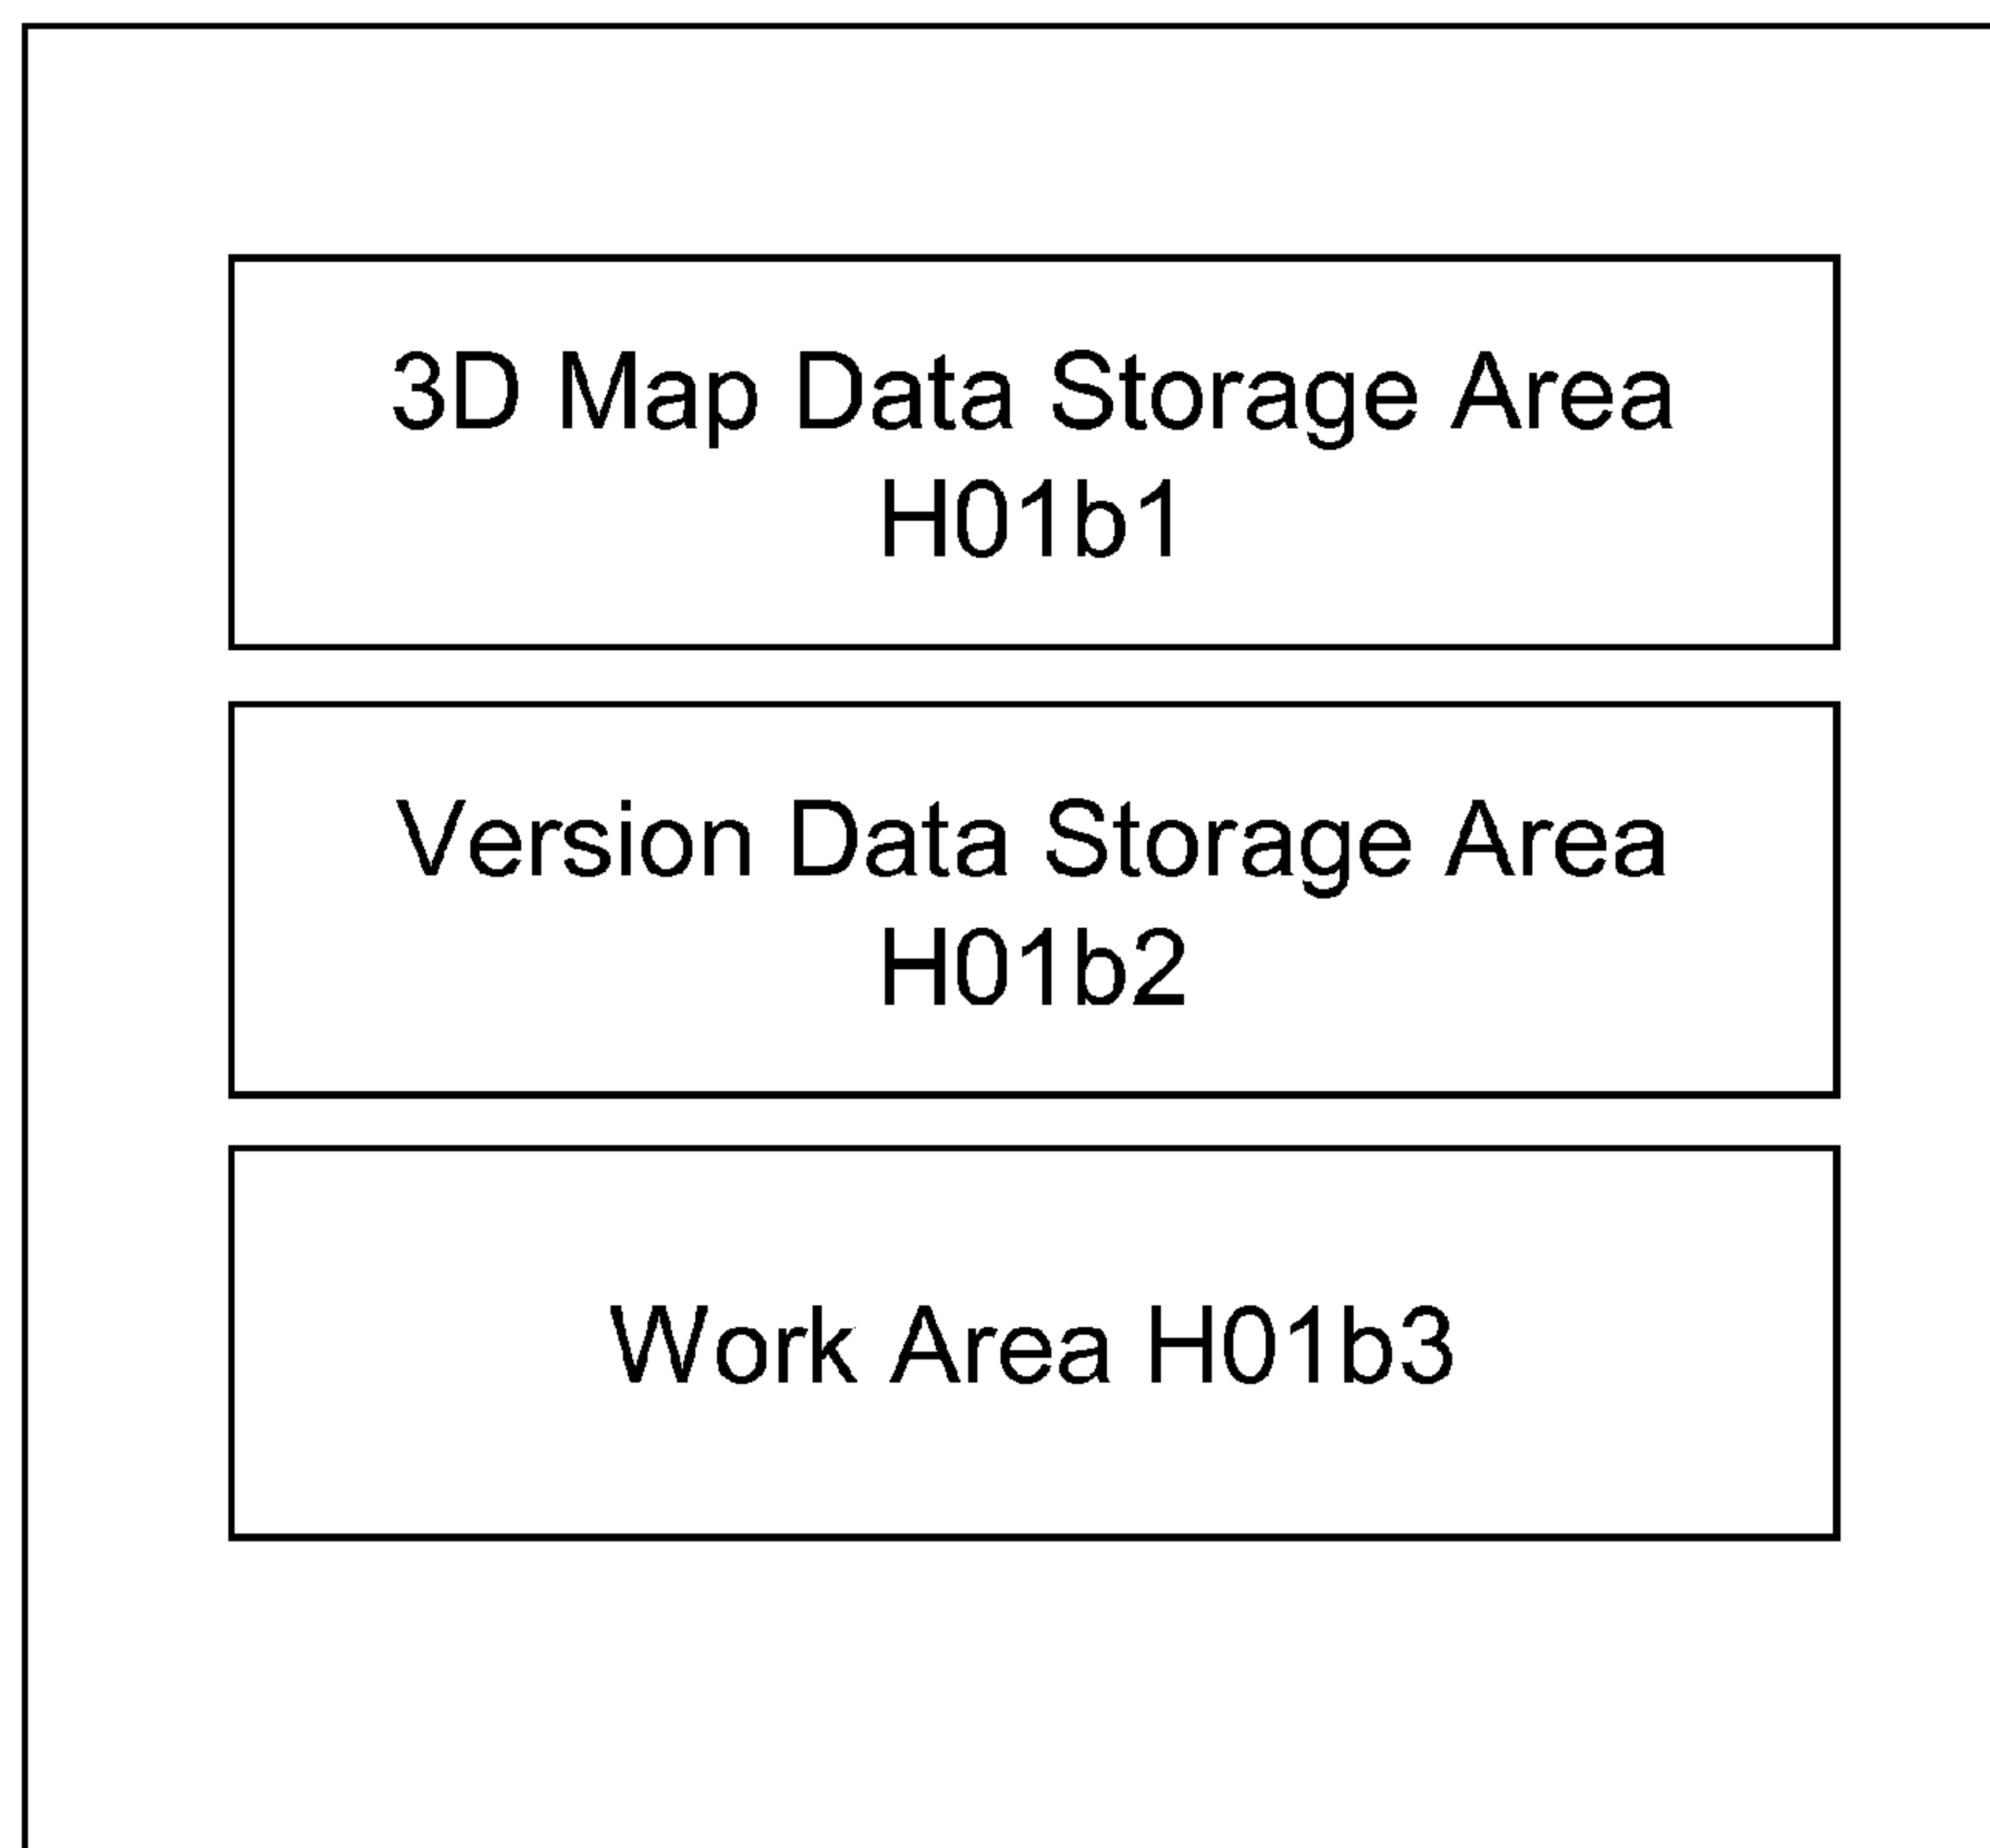 3D Map Data Storage Area
H01b1
Version Data Storage Area
H01b2
Work Area H01b3